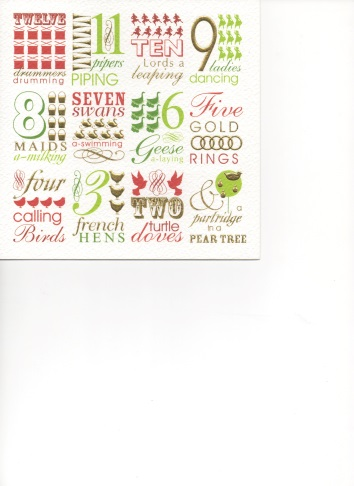 TWELVE
drummers
drumming
11
pipers
PIPING
TEN
Lords a
leaping
9
ladies
dancing
8
MAIDS
a-milking
SEVEN
swans
a-swimming
6
Geese
a-laying
Five
GOLD
RINGS
four
calling
Birds
3
french
HENS
TWO
turtle
doves
& a
partridge
in a
PEAR TREE